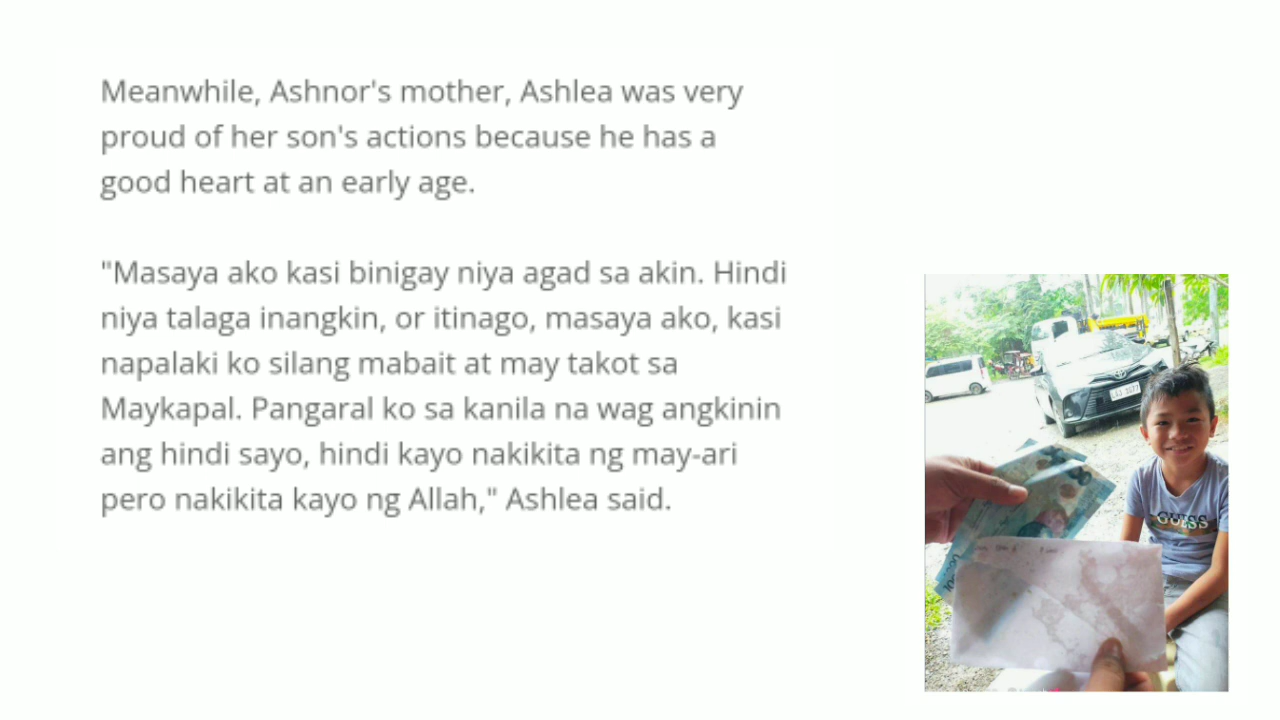 Meanwhile, Ashnor's mother, Ashlea was very
proud of her son's actions because he has a
good heart at an early age.
"Masaya ako kasi binigay niya agad sa akin. Hindi
niya talaga inangkin, or itinago, masaya ako, kasi
napalaki ko silang mabait at may takot sa
Maykapal. Pangaral ko sa kanila na wag angkinin
ang hindi sayo, hindi kayo nakikita ng may-ari
pero nakikita kayo ng Allah," Ashlea said.
GUESS